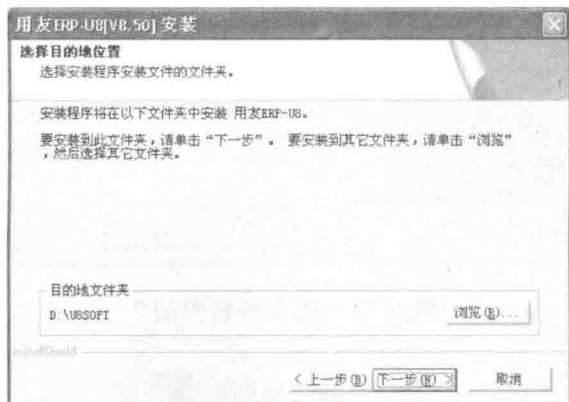 用友ERP-U8[V8.50] 安装
选择目的地位置
选择安装程序安装文件的文件夹。
安装程序将在以下文件夹中安装 用友ERP-U8。
要安装到此文件夹，请单击“下一步”。 要安装到其它文件夹，请单击“浏览”
，然后选择其它文件夹。
目的地文件夹
D:\U8SOFT
浏览(R)...
InstallShield
< 上一步(B)
下一步(N) >
取消